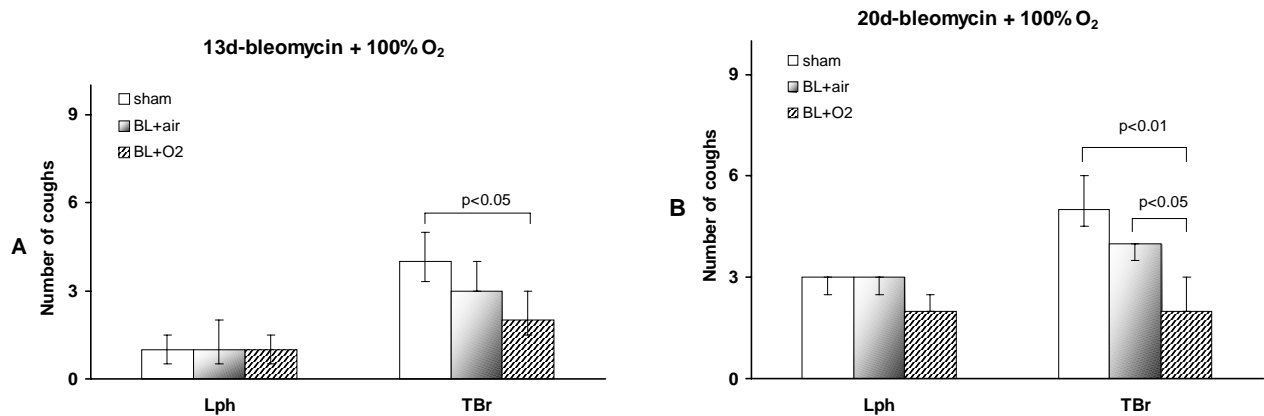 13d-bleomycin + 100% O₂
sham
BL+air
BL+O2
9
6
3
0
Number of coughs
A
p<0.05
Lph
TBr
20d-bleomycin + 100% O₂
sham
BL+air
BL+O2
9
6
3
0
Number of coughs
B
p<0.01
p<0.05
Lph
TBr